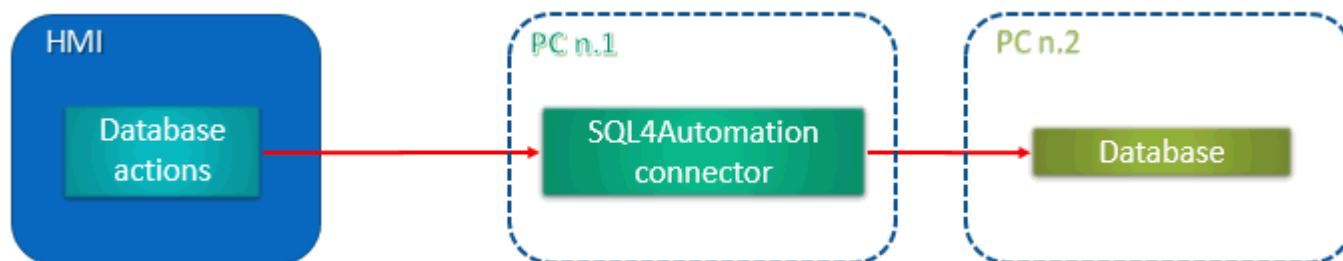 HMI
Database
actions
PC n.1
SQL4Automation
connector
PC n.2
Database